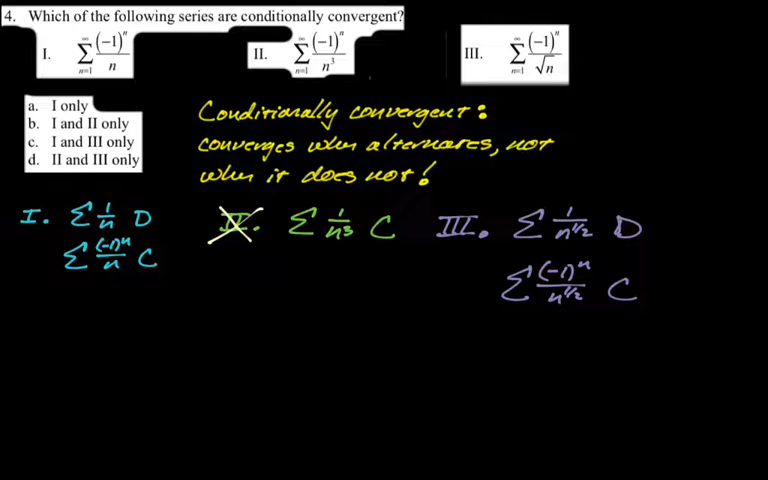 4. Which of the following series are conditionally convergent?
I. ∑_{n=1}^{∞} (-1)^n / n II. ∑_{n=1}^{∞} (-1)^n / n^3 III. ∑_{n=1}^{∞} (-1)^n / √n
a. I only
b. I and II only
c. I and III only
d. II and III only
Conditionally convergent:
converges when alternates, not
when it does not!
I. ∑ 1/n D
∑ (-1)^n / n C
II. ∑ 1/n^3 C
III. ∑ 1/n^{1/2} D
∑ (-1)^n / n^{1/2} C